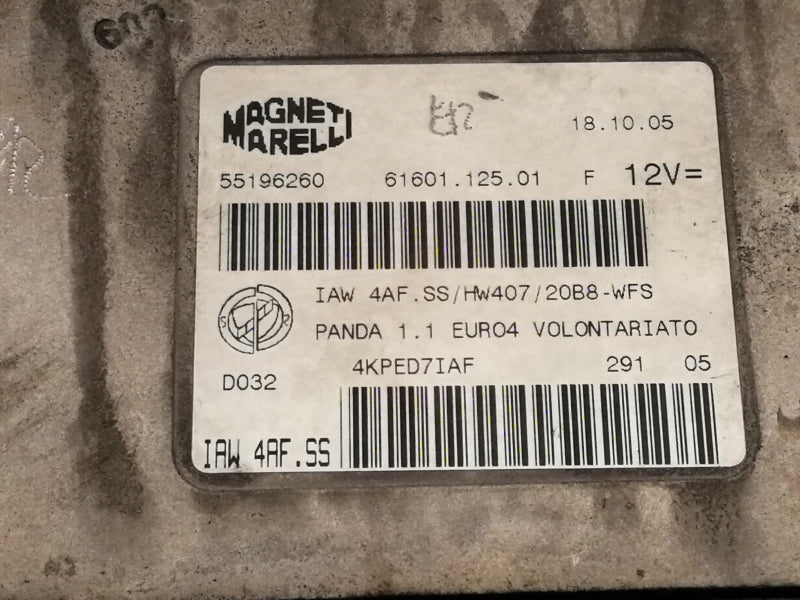 MAGNETI
MARELLI
18.10.05
55196260 61601.125.01 F 12V=
IAW 4AF.SS/HW407/20B8-WFS
S R
PANDA 1.1 EURO4 VOLONTARIATO
4KPED7IAF 291 05
D032
IAW 4AF.SS